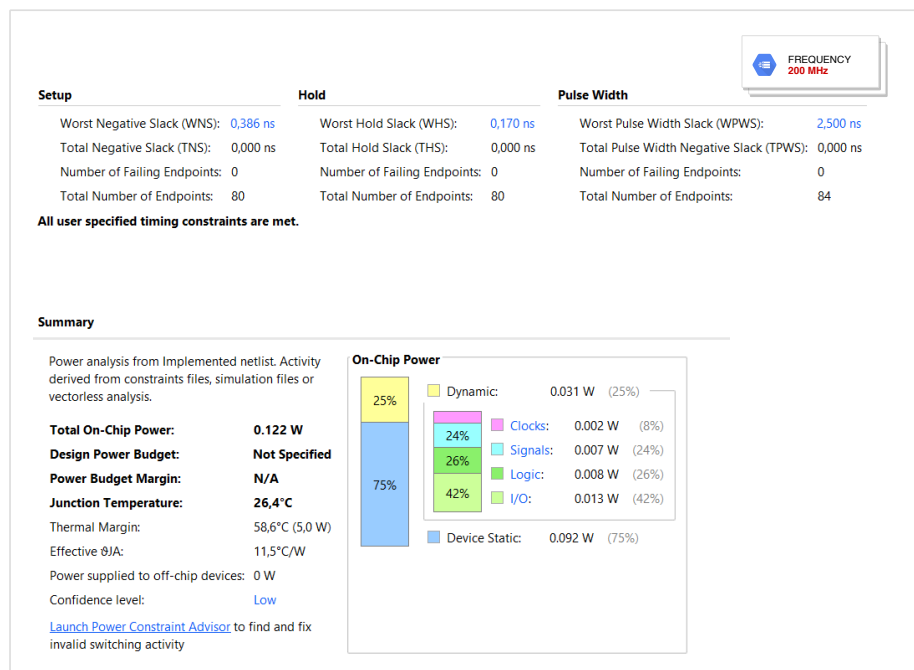 FREQUENCY
200 MHz
Setup
Hold
Pulse Width
Worst Negative Slack (WNS): 0,386 ns
Worst Hold Slack (WHS): 0,170 ns
Worst Pulse Width Slack (WPWS): 2,500 ns
Total Negative Slack (TNS): 0,000 ns
Total Hold Slack (THS): 0,000 ns
Total Pulse Width Negative Slack (TPWS): 0,000 ns
Number of Failing Endpoints: 0
Number of Failing Endpoints: 0
Number of Failing Endpoints: 0
Total Number of Endpoints: 80
Total Number of Endpoints: 80
Total Number of Endpoints: 84
All user specified timing constraints are met.
Summary
Power analysis from Implemented netlist. Activity
derived from constraints files, simulation files or
vectorless analysis.
Total On-Chip Power: 0.122 W
Design Power Budget: Not Specified
Power Budget Margin: N/A
Junction Temperature: 26,4°C
Thermal Margin: 58,6°C (5,0 W)
Effective ϑJA: 11,5°C/W
Power supplied to off-chip devices: 0 W
Confidence level: Low
Launch Power Constraint Advisor to find and fix
invalid switching activity
On-Chip Power
25%
75%
Dynamic: 0.031 W (25%)
24%
26%
42%
Clocks: 0.002 W (8%)
Signals: 0.007 W (24%)
Logic: 0.008 W (26%)
I/O: 0.013 W (42%)
Device Static: 0.092 W (75%)